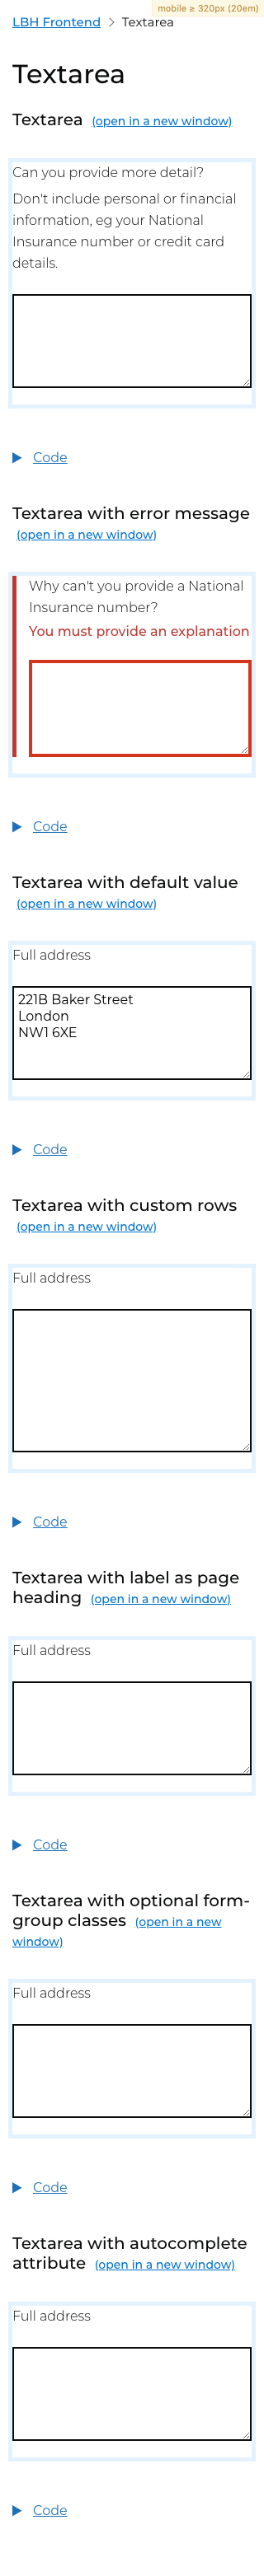 mobile ≥ 320px (20em)
LBH Frontend > Textarea
Textarea
Textarea (open in a new window)
Can you provide more detail?
Don't include personal or financial
information, eg your National
Insurance number or credit card
details.
Code
Textarea with error message
(open in a new window)
Why can't you provide a National
Insurance number?
You must provide an explanation
Code
Textarea with default value
(open in a new window)
Full address
221B Baker Street
London
NW1 6XE
Code
Textarea with custom rows
(open in a new window)
Full address
Code
Textarea with label as page
heading (open in a new window)
Full address
Code
Textarea with optional form-
group classes (open in a new
window)
Full address
Code
Textarea with autocomplete
attribute (open in a new window)
Full address
Code